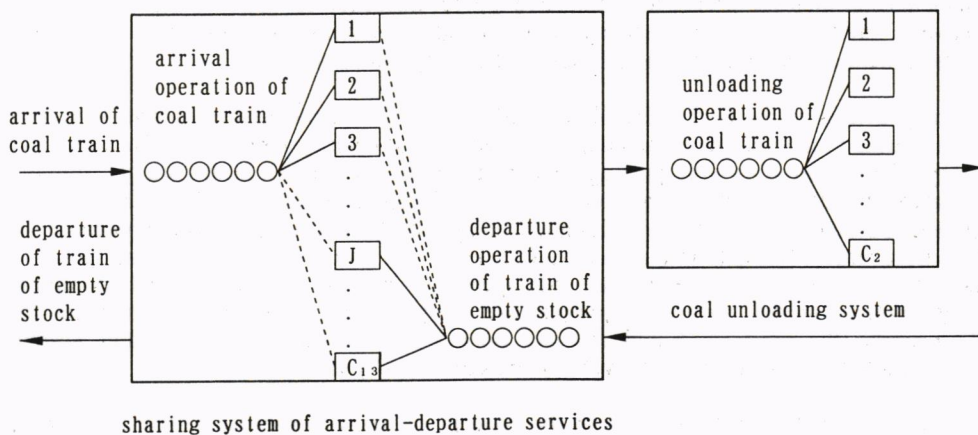 arrival of
coal train
departure
of train
of empty
stock
arrival
operation of
coal train
1
2
3
.
.
.
J
.
.
C₁₃
departure
operation
of train of
empty stock
unloading
operation of
coal train
1
2
3
.
.
.
C₂
coal unloading system
sharing system of arrival-departure services